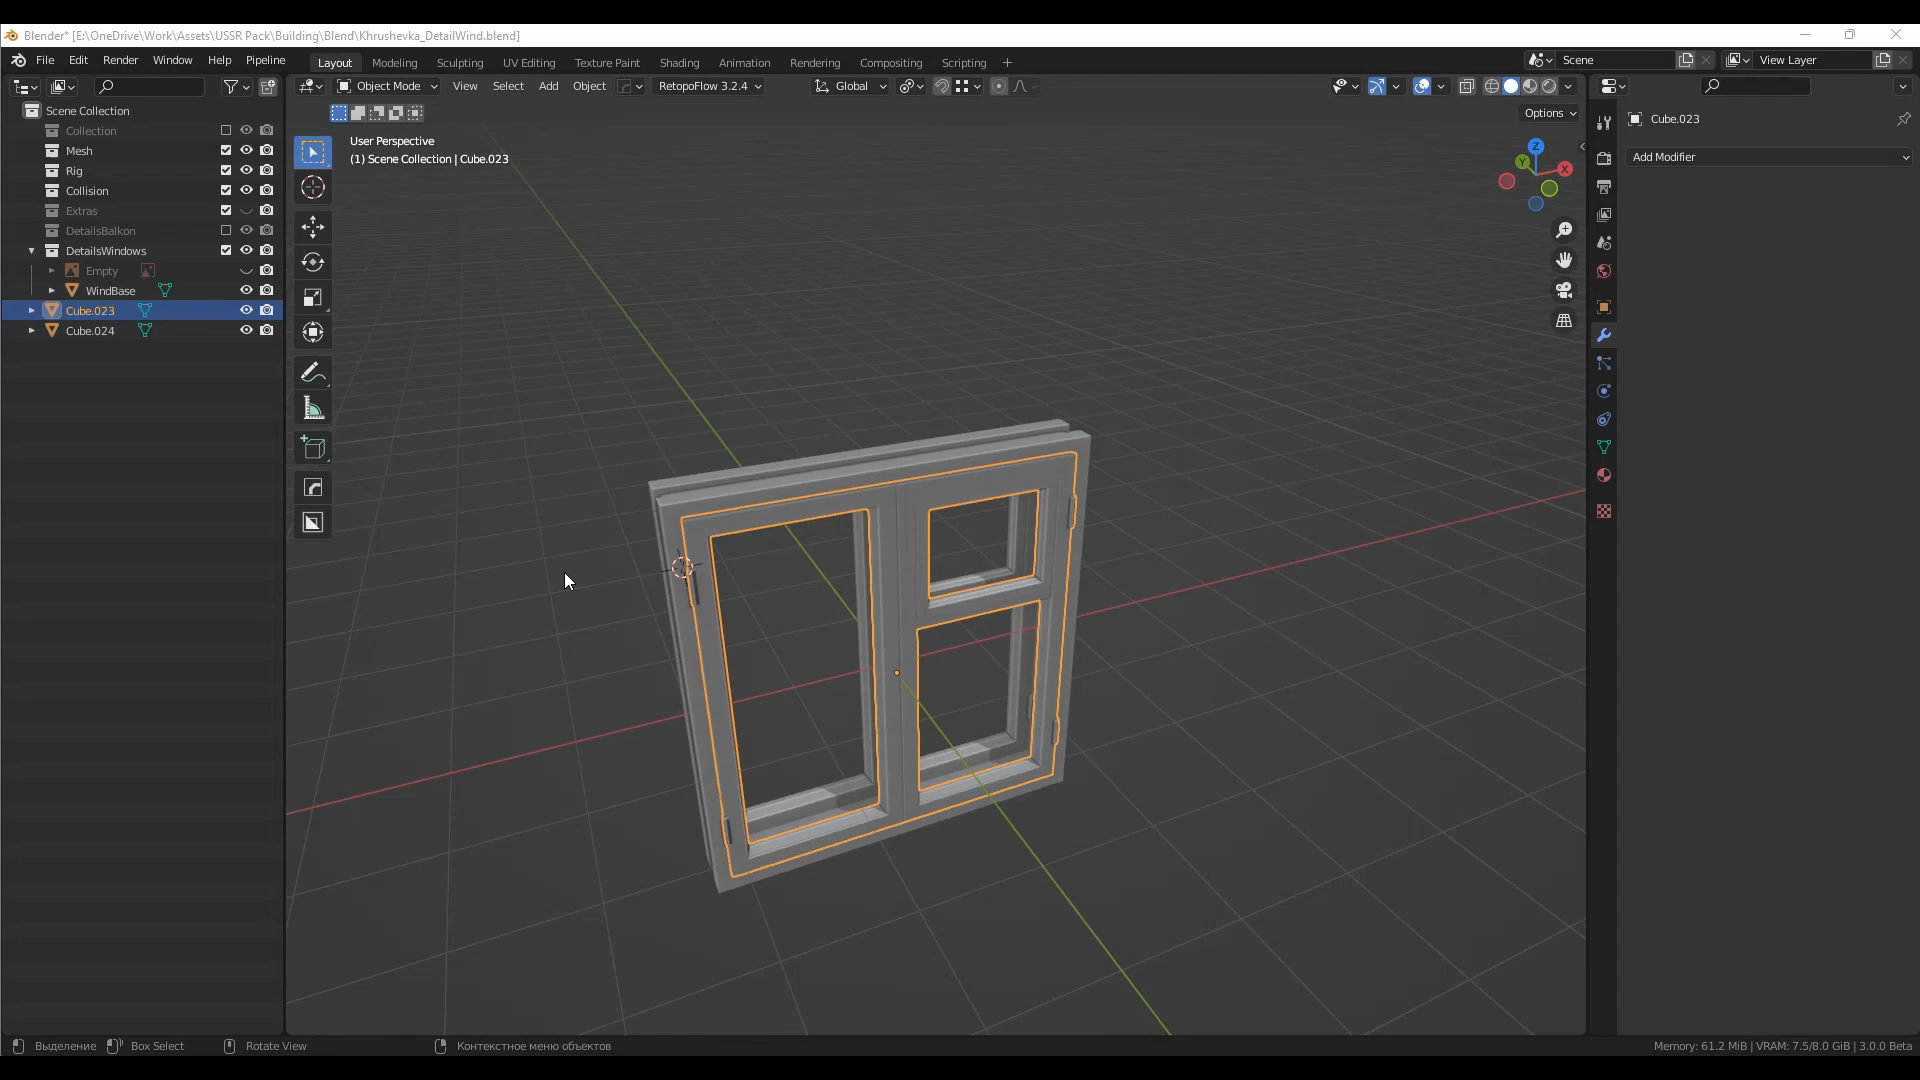 Blender* [E:\OneDrive\Work\Assets\USSR Pack\Building\Blend\Khrushevka_DetailWind.blend]
File Edit Render Window Help Pipeline
Layout Modeling Sculpting UV Editing Texture Paint Shading Animation Rendering Compositing Scripting +
Scene
View Layer
Object Mode View Select Add Object RetopoFlow 3.2.4 Global
Options
Scene Collection
Collection
Mesh
Rig
Collision
Extras
DetailsBalkon
DetailsWindows
Empty
WindBase
Cube.023
Cube.024
User Perspective
(1) Scene Collection | Cube.023
Z
Y
X
Cube.023
Add Modifier
Выделение Box Select Rotate View Контекстное меню объектов
Memory: 61.2 MiB | VRAM: 7.5/8.0 GiB | 3.0.0 Beta